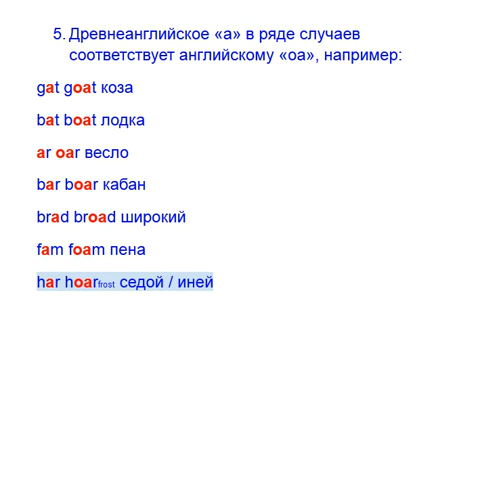 5. Древнеанглийское «a» в ряде случаев
соответствует английскому «oa», например:
gat goat коза
bat boat лодка
ar oar весло
bar boar кабан
brad broad широкий
fam foam пена
har hoarfrost седой / иней